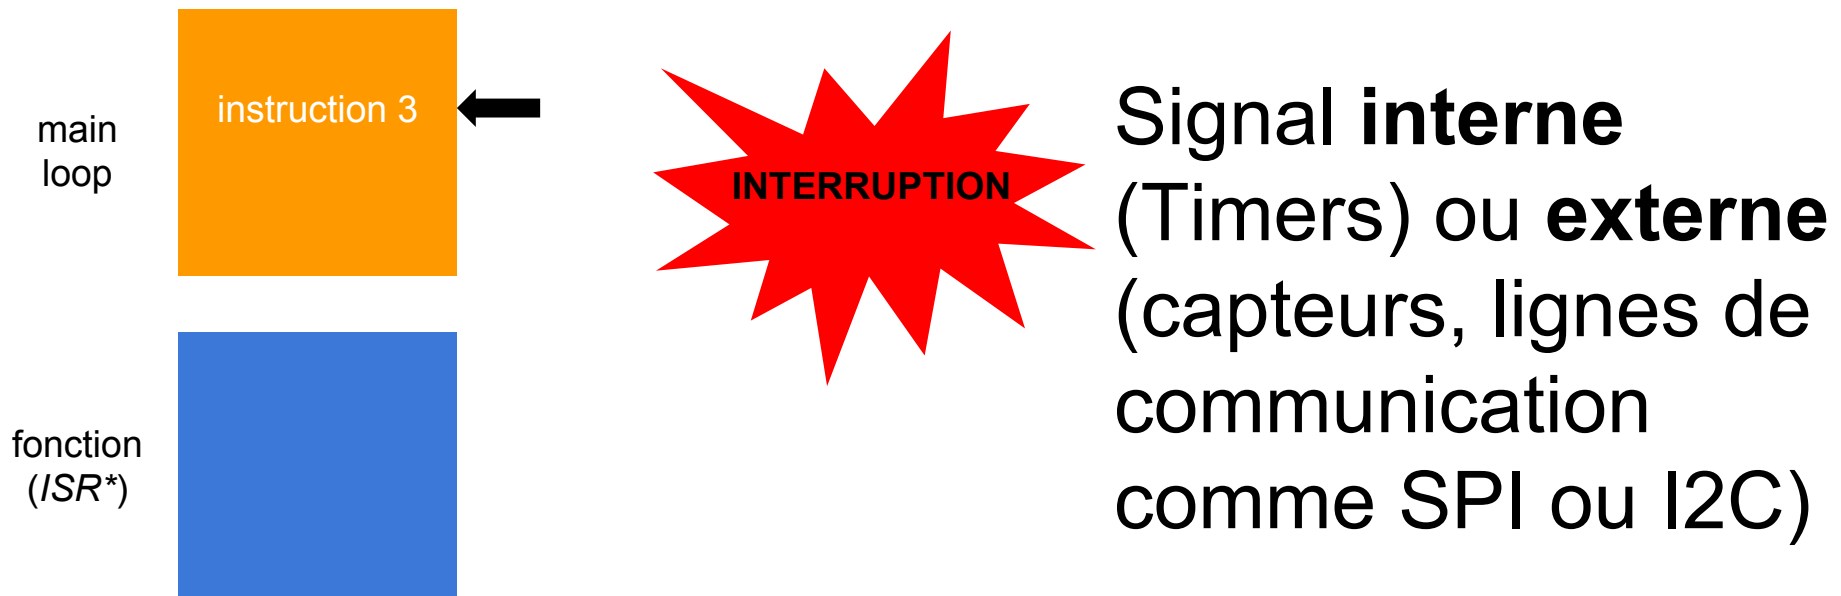 main
loop
instruction 3
INTERRUPTION
fonction
(ISR*)
Signal interne
(Timers) ou externe
(capteurs, lignes de
communication
comme SPI ou I2C)